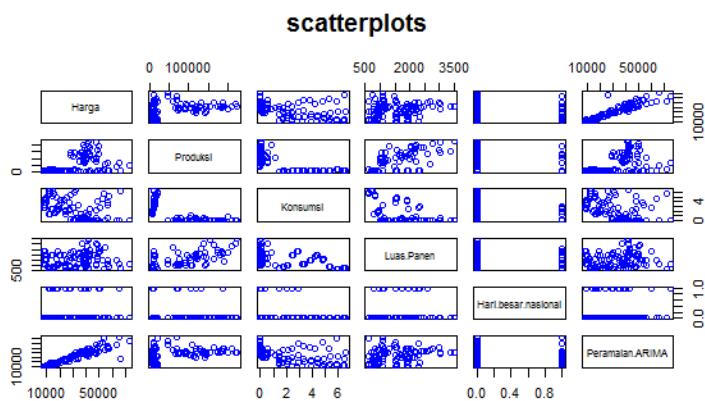 scatterplots
0 100000
500 2000 3500
10000 50000
Harga
10000
0
Produksi
Konsumsi
0 4
500
Luas.Panen
Hari.besar.nasional
0.0 1.0
10000
Peramalan.ARIMA
10000 50000
0 2 4 6
0.0 0.4 0.8